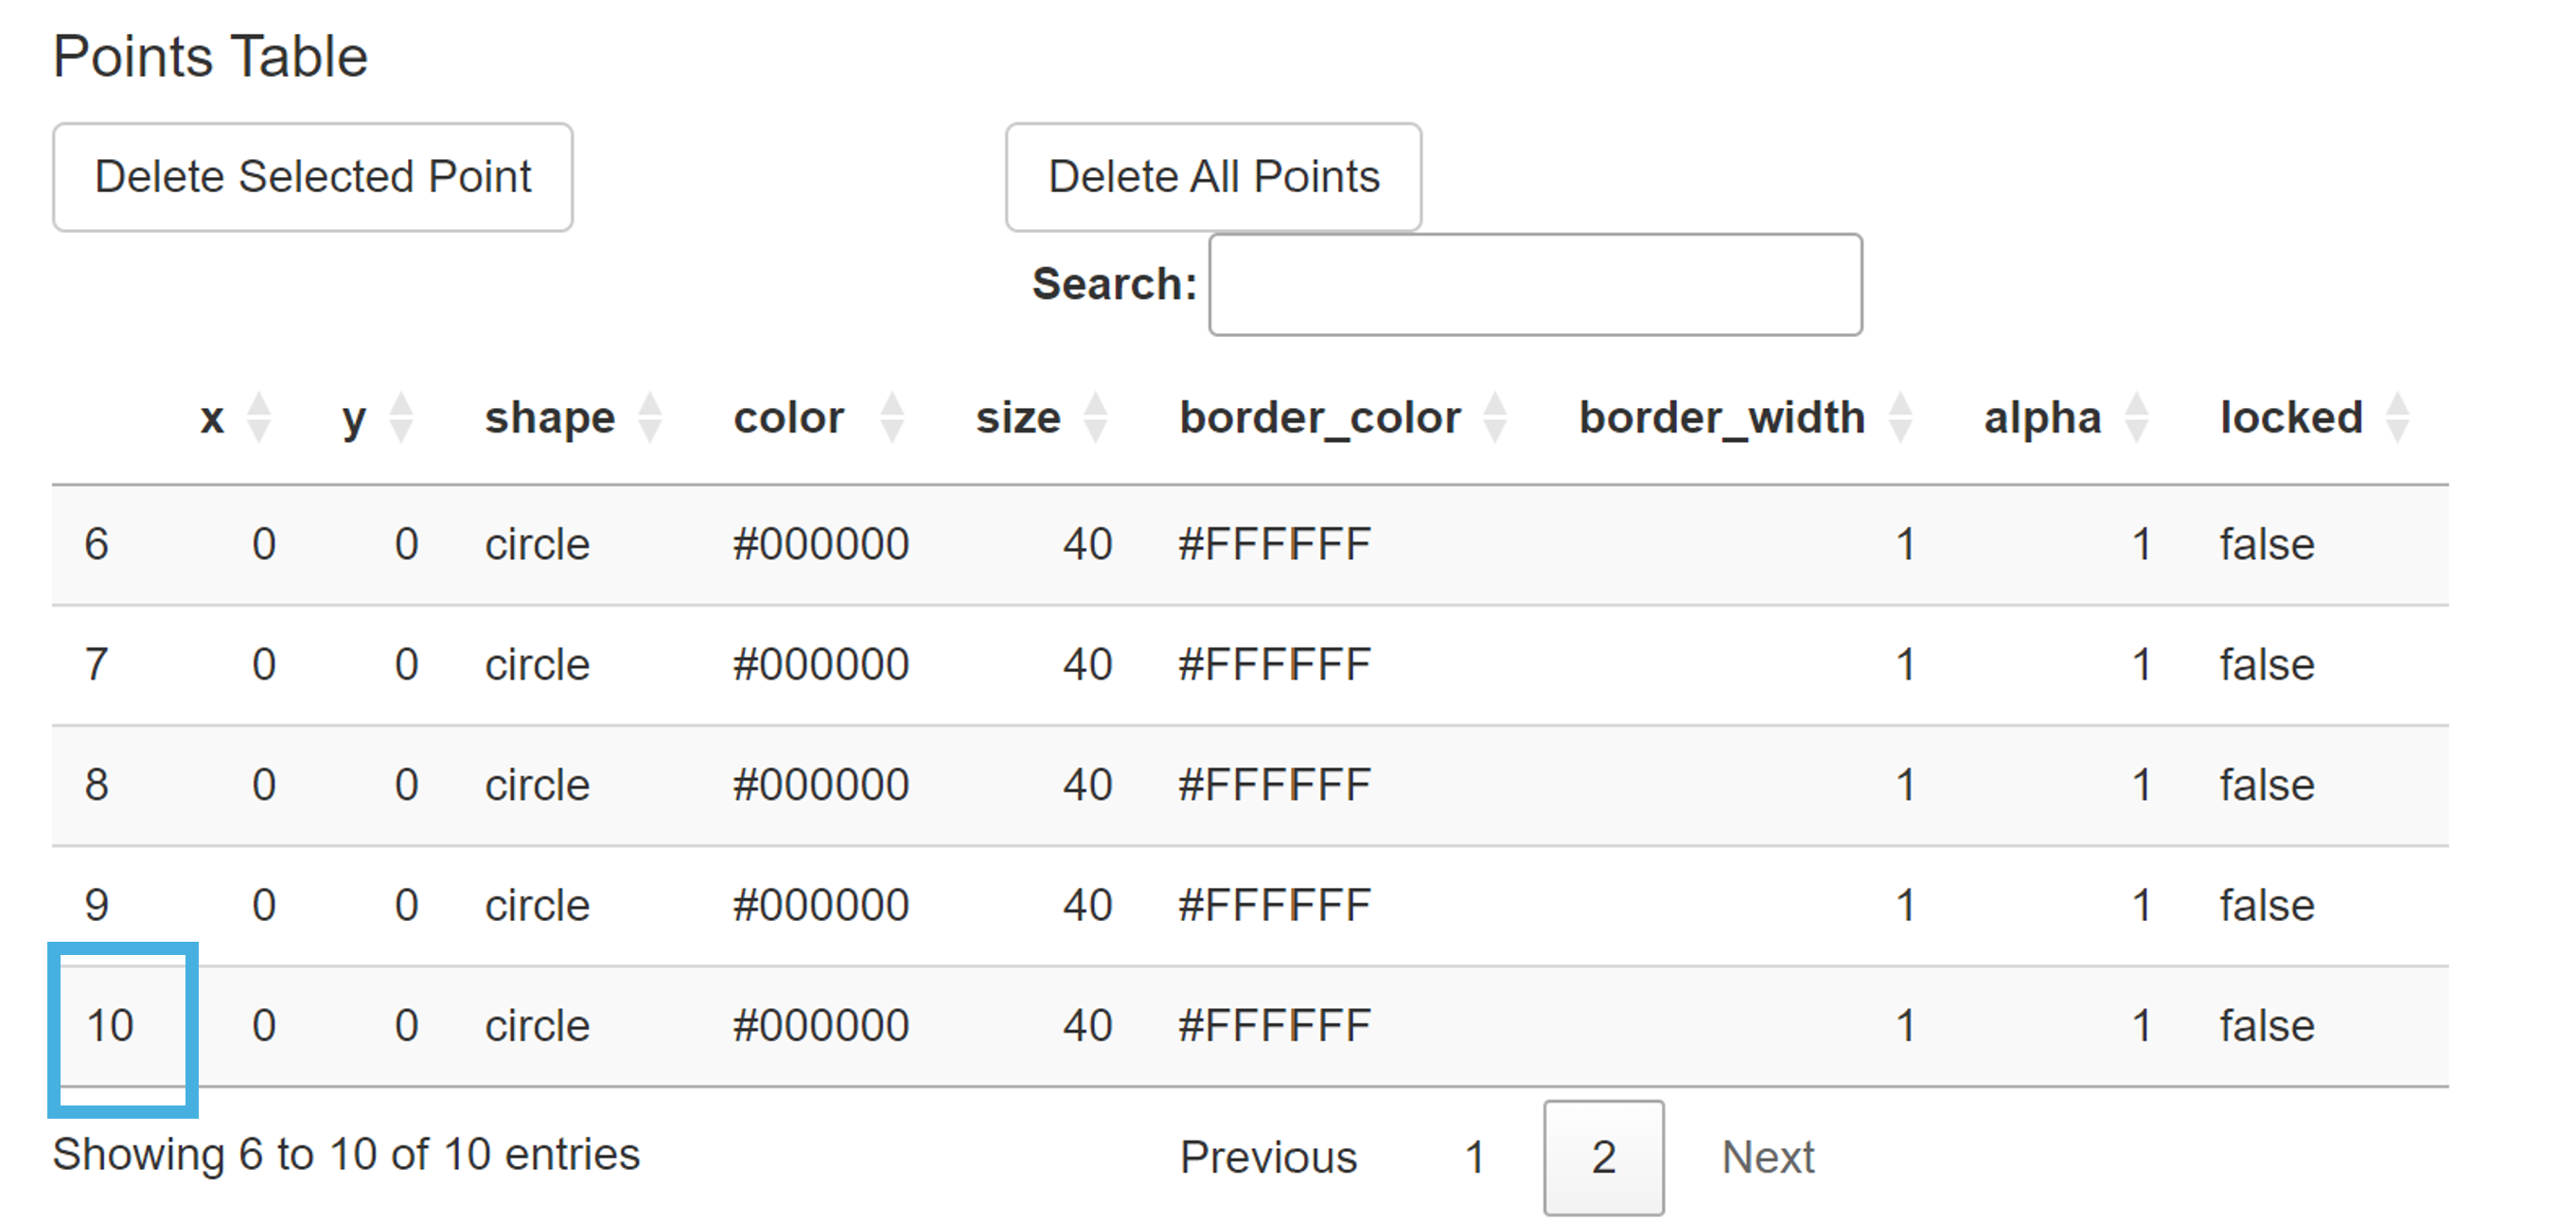 Points Table
Delete Selected Point Delete All Points
Search:
x y shape color size border_color border_width alpha locked
6 0 0 circle #000000 40 #FFFFFF 1 1 false
7 0 0 circle #000000 40 #FFFFFF 1 1 false
8 0 0 circle #000000 40 #FFFFFF 1 1 false
9 0 0 circle #000000 40 #FFFFFF 1 1 false
10 0 0 circle #000000 40 #FFFFFF 1 1 false
Showing 6 to 10 of 10 entries Previous 1 2 Next